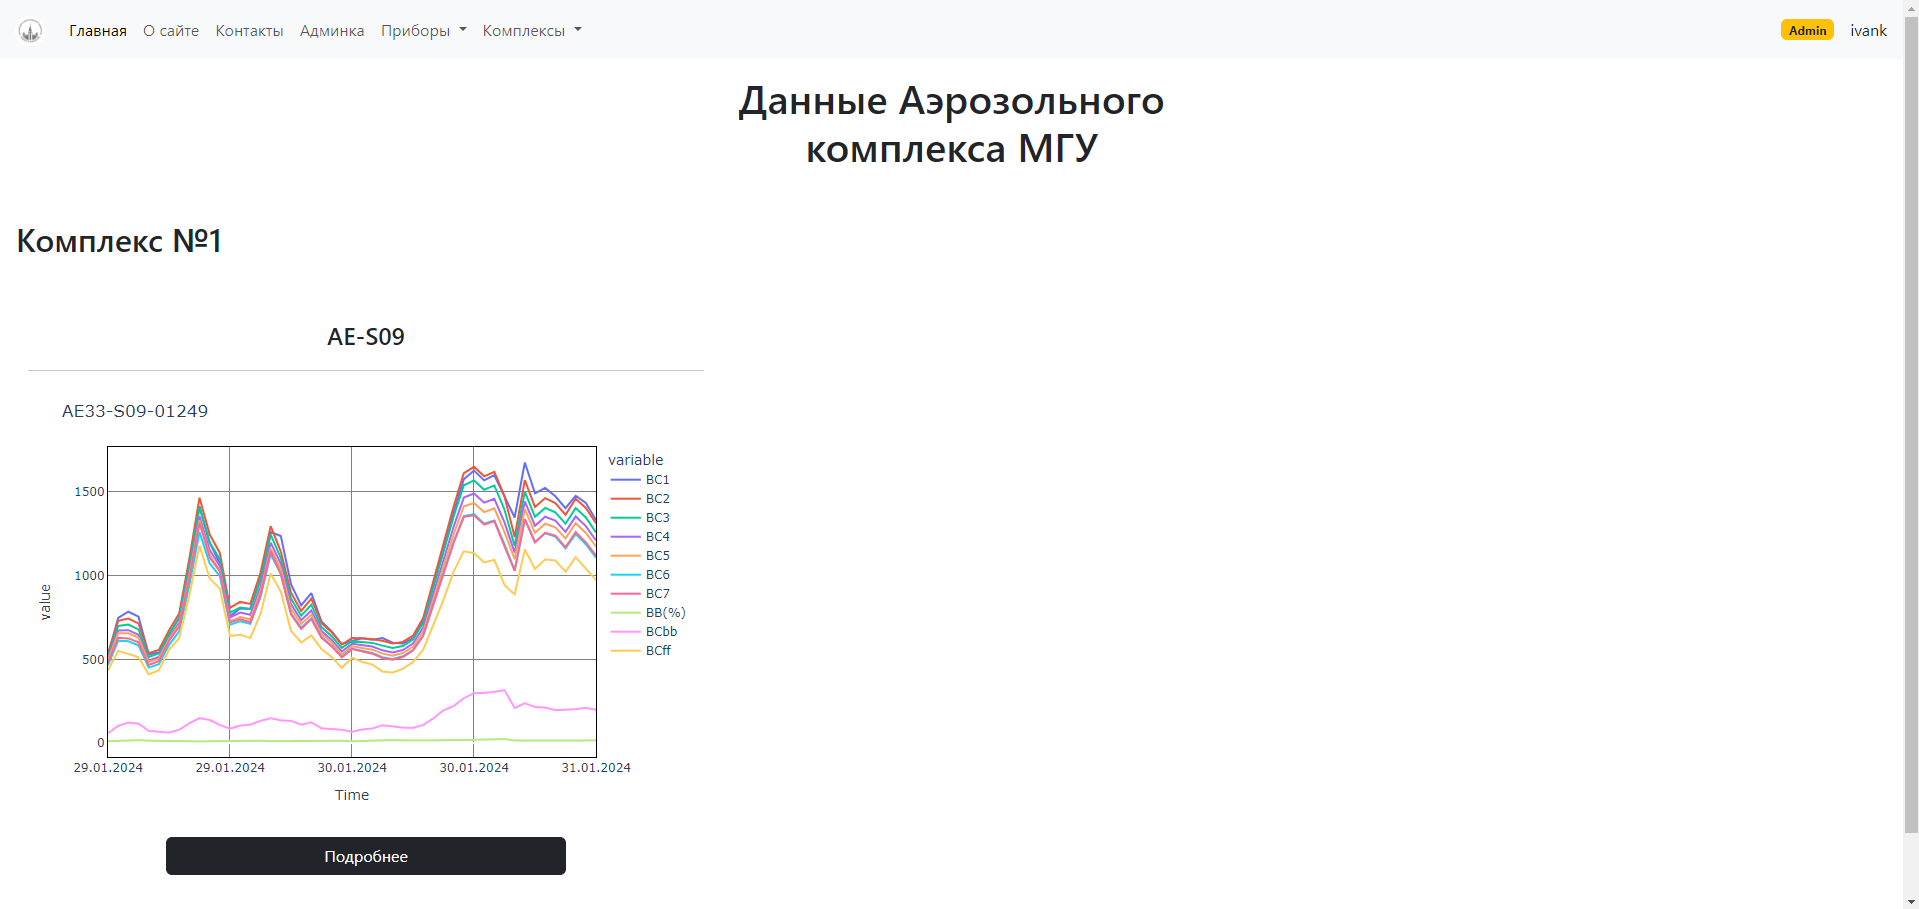 Главная О сайте Контакты Админка Приборы Комплексы Admin ivank
Данные Аэрозольного
комплекса МГУ
Комплекс №1
AE-S09
AE33-S09-01249
variable
BC1
BC2
BC3
BC4
BC5
BC6
BC7
BB(%)
BCbb
BCff
value
1500
1000
500
0
29.01.2024 29.01.2024 30.01.2024 30.01.2024 31.01.2024
Time
Подробнее